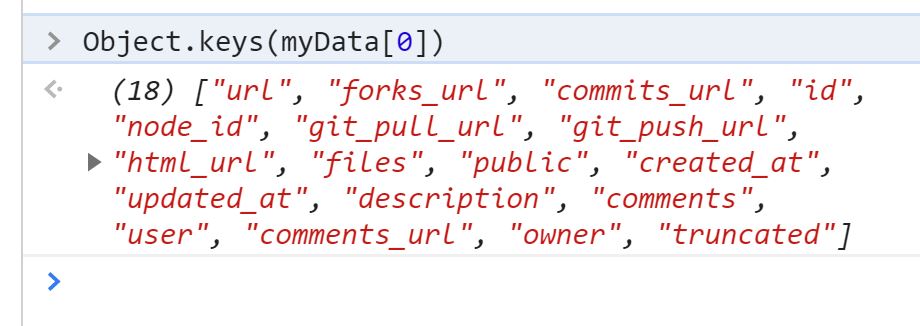 > Object.keys(myData[0])
(18) ["url", "forks_url", "commits_url", "id",
"node_id", "git_pull_url", "git_push_url",
"html_url", "files", "public", "created_at",
"updated_at", "description", "comments",
"user", "comments_url", "owner", "truncated"]
>